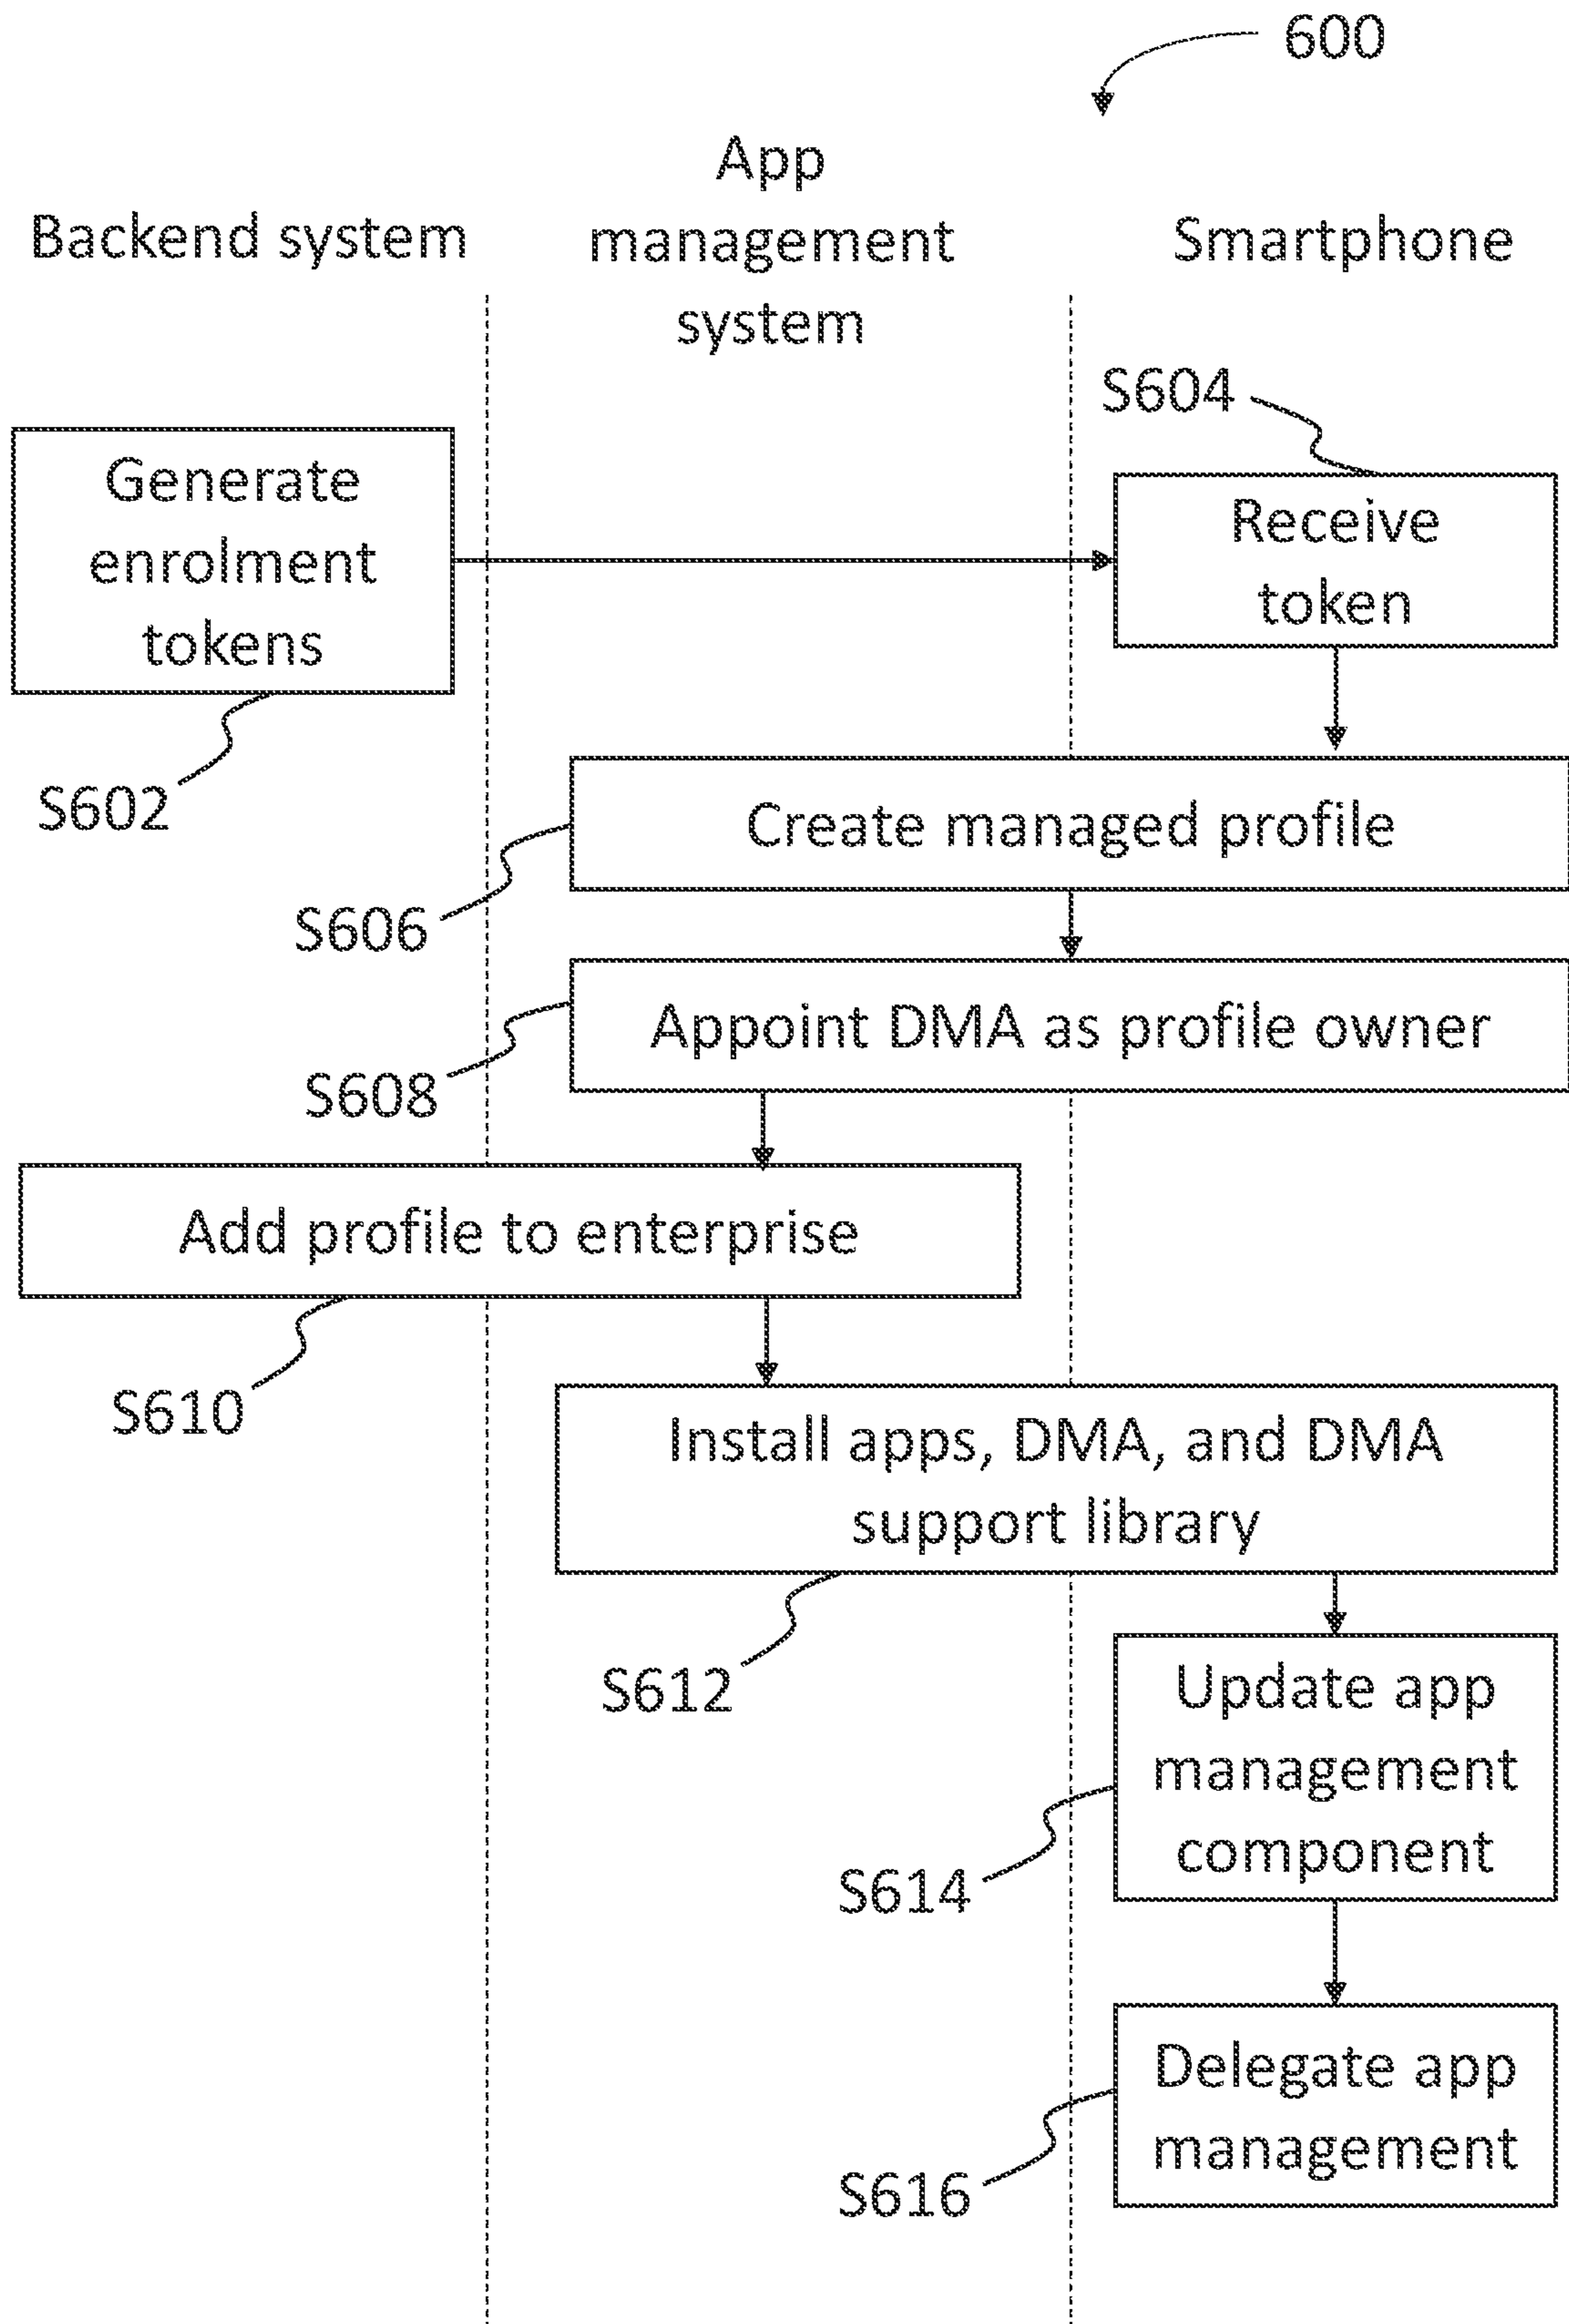 600
Backend system
App
management
system
Smartphone
S604
Generate
enrolment
tokens
Receive
token
S602
Create managed profile
S606
Appoint DMA as profile owner
S608
Add profile to enterprise
S610
Install apps, DMA, and DMA
support library
S612
Update app
management
component
S614
Delegate app
management
S616